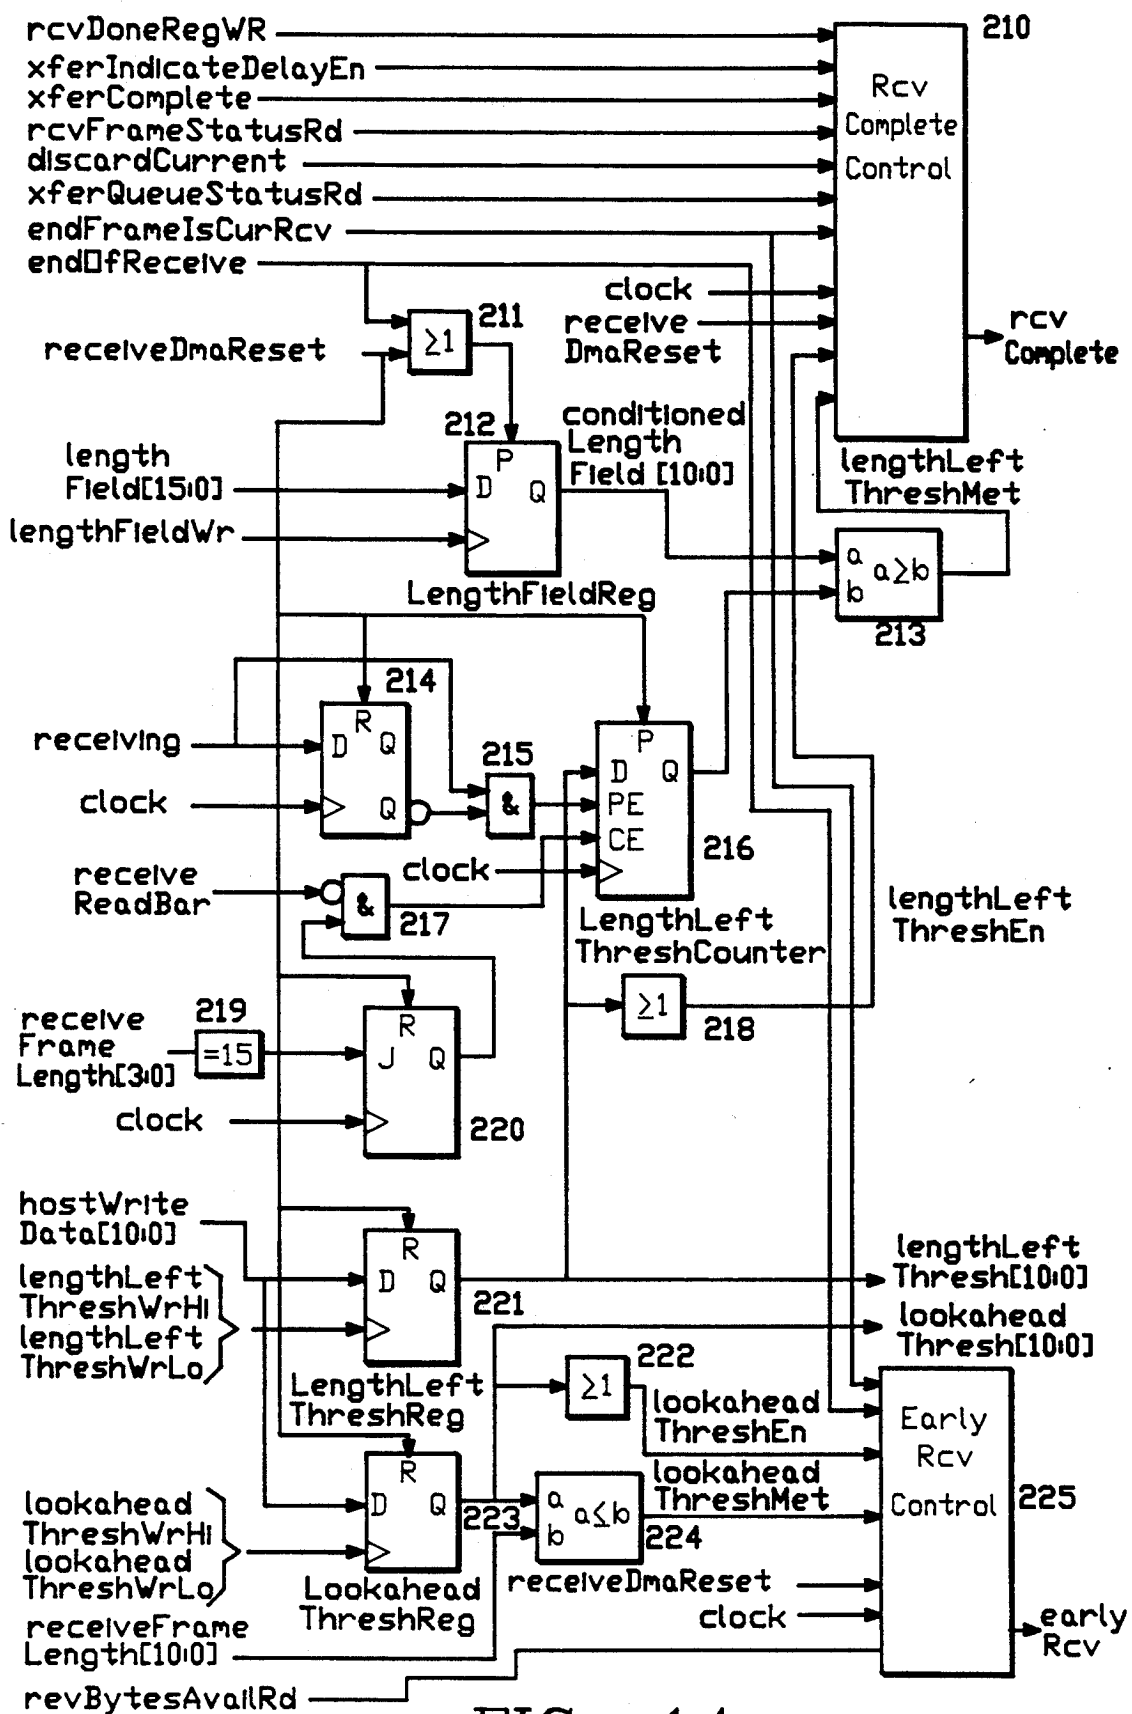 rcvDoneRegWR
210
xferIndicateDelayEn
xferComplete
rcvFrameStatusRd
discardCurrent
xferQueueStatusRd
endFrameIsCurRcv
endOfReceive
Rcv
Complete
Control
clock
receive
DmaReset
rcv
Complete
211
≥1
receiveDmaReset
212
conditioned
Length
Field [10:0]
length
Field[15:0]
lengthFieldWr
P
D Q
LengthFieldReg
lengthLeft
ThreshMet
a
b
a≥b
213
214
receiving
clock
R
D Q
Q
215
&
P
D Q
PE
CE
216
clock
receive
ReadBar
&
217
LengthLeft
ThreshCounter
lengthLeft
ThreshEn
≥1
218
219
receive
Frame
Length[3:0]
=15
R
J Q
clock
220
hostWrite
Data[10:0]
lengthLeft
ThreshWrHi
lengthLeft
ThreshWrLo
R
D Q
221
LengthLeft
ThreshReg
lengthLeft
Thresh[10:0]
lookahead
Thresh[10:0]
222
≥1
lookahead
ThreshEn
lookahead
ThreshMet
Early
Rcv
Control
225
R
D Q
223
a
b
a≤b
224
lookahead
ThreshWrHi
lookahead
ThreshWrLo
Lookahead
ThreshReg
receiveDmaReset
clock
receiveFrame
Length[10:0]
revBytesAvailRd
early
Rcv